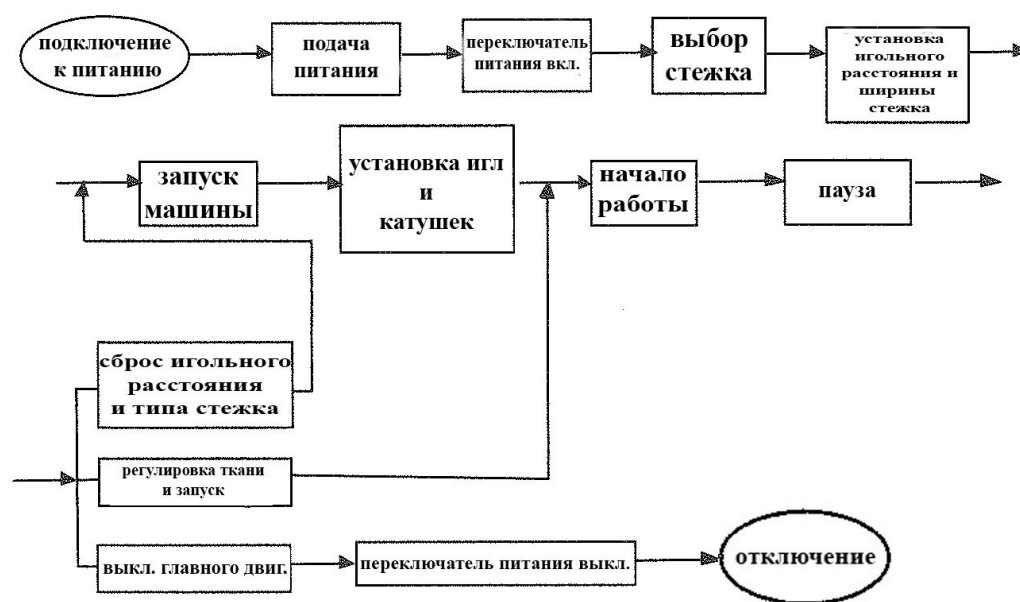 подключение
к питанию
подача
питания
переключатель
питания вкл.
выбор
стежка
установка
игольного
расстояния и
ширины
стежка
запуск
машины
установка игл
и
катушек
начало
работы
пауза
сброс игольного
расстояния
и типа стежка
регулировка ткани
и запуск
выкл. главного двиг.
переключатель питания выкл.
отключение